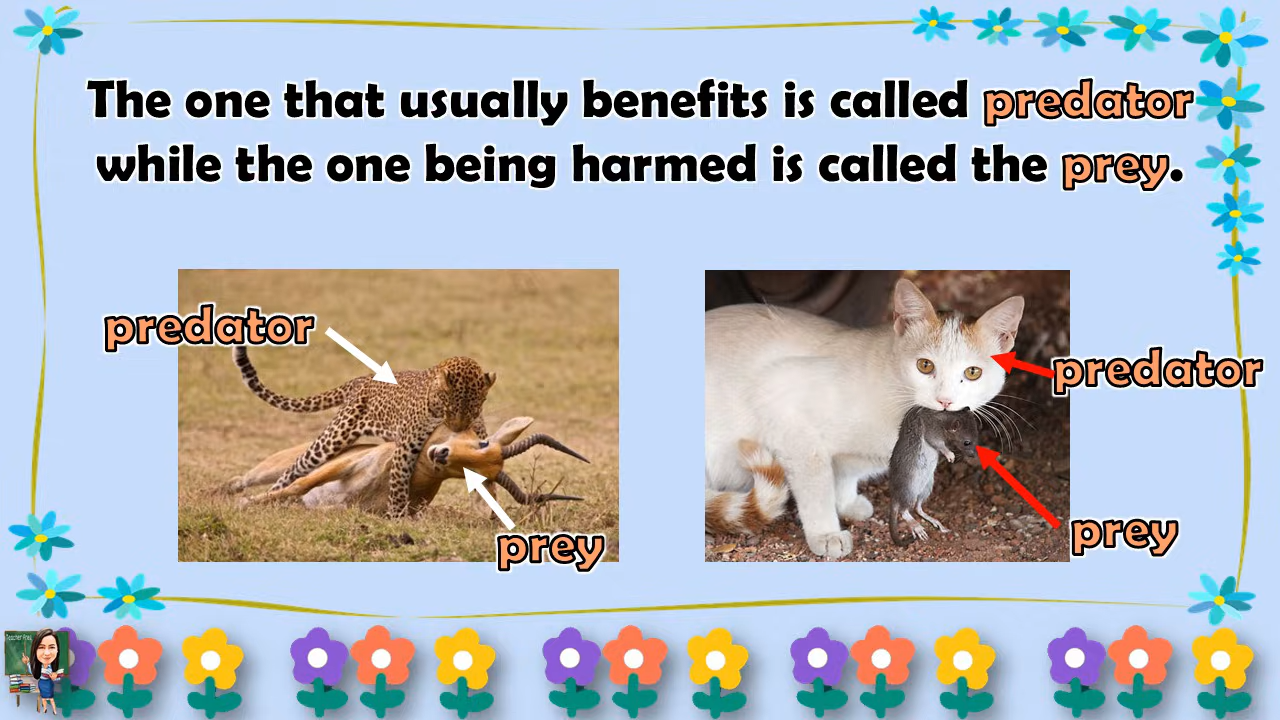 The one that usually benefits is called predator
while the one being harmed is called the prey.
predator
predator
prey
prey